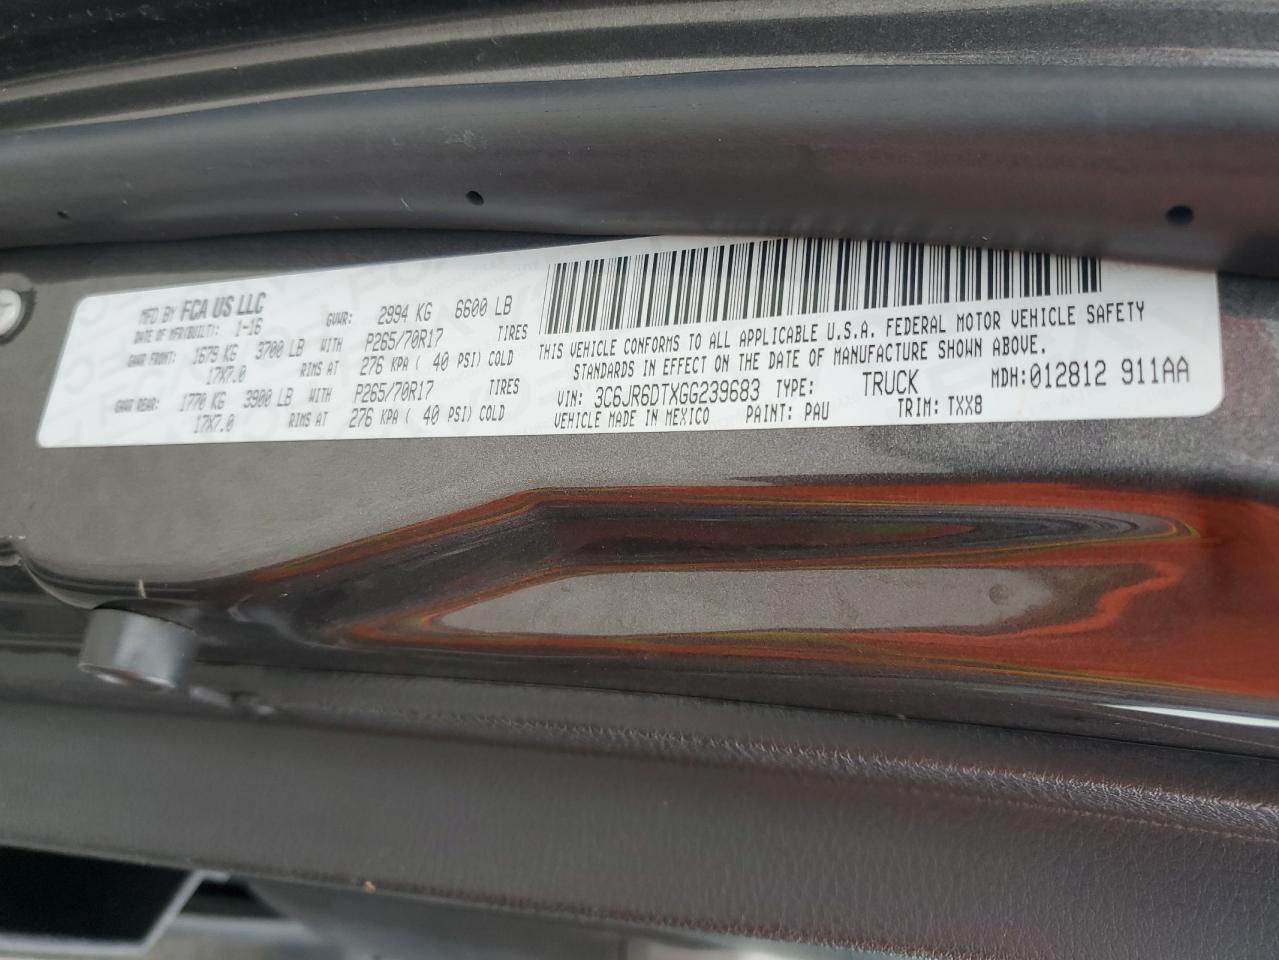 MFD BY FCA US LLC
DATE OF MFR(BUILT): 1-16 GVWR: 2994 KG 6600 LB
GAWR FRONT: 1679 KG 3700 LB WITH P265/70R17 TIRES
17X7.0 RIMS AT 276 KPA ( 40 PSI) COLD
GAWR REAR: 1770 KG 3900 LB WITH P265/70R17 TIRES
17X7.0 RIMS AT 276 KPA ( 40 PSI) COLD
THIS VEHICLE CONFORMS TO ALL APPLICABLE U.S.A. FEDERAL MOTOR VEHICLE SAFETY
STANDARDS IN EFFECT ON THE DATE OF MANUFACTURE SHOWN ABOVE.
VIN: 3C6JR6DTXGG239683 TYPE: TRUCK MDH:012812 911AA
VEHICLE MADE IN MEXICO PAINT: PAU TRIM: TXX8